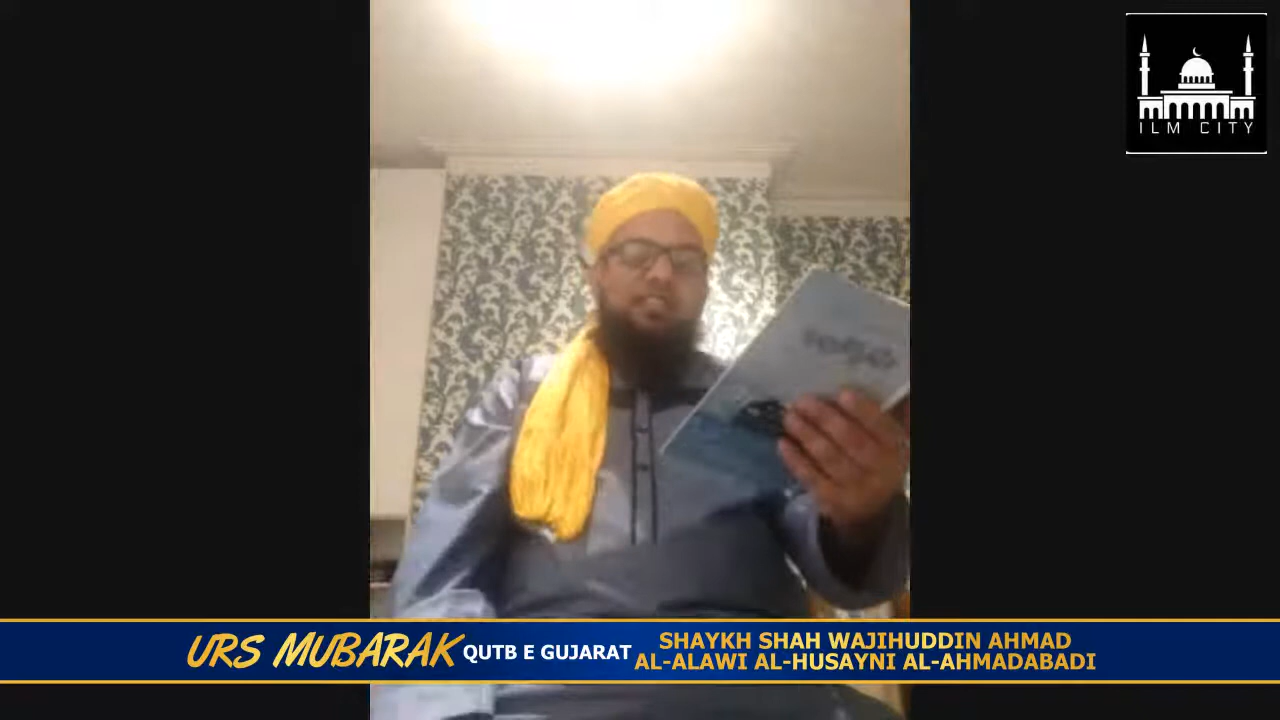 ILM CITY
URS MUBARAK QUTB E GUJARAT SHAYKH SHAH WAJIHUDDIN AHMAD
AL-ALAWI AL-HUSAYNI AL-AHMADABADI